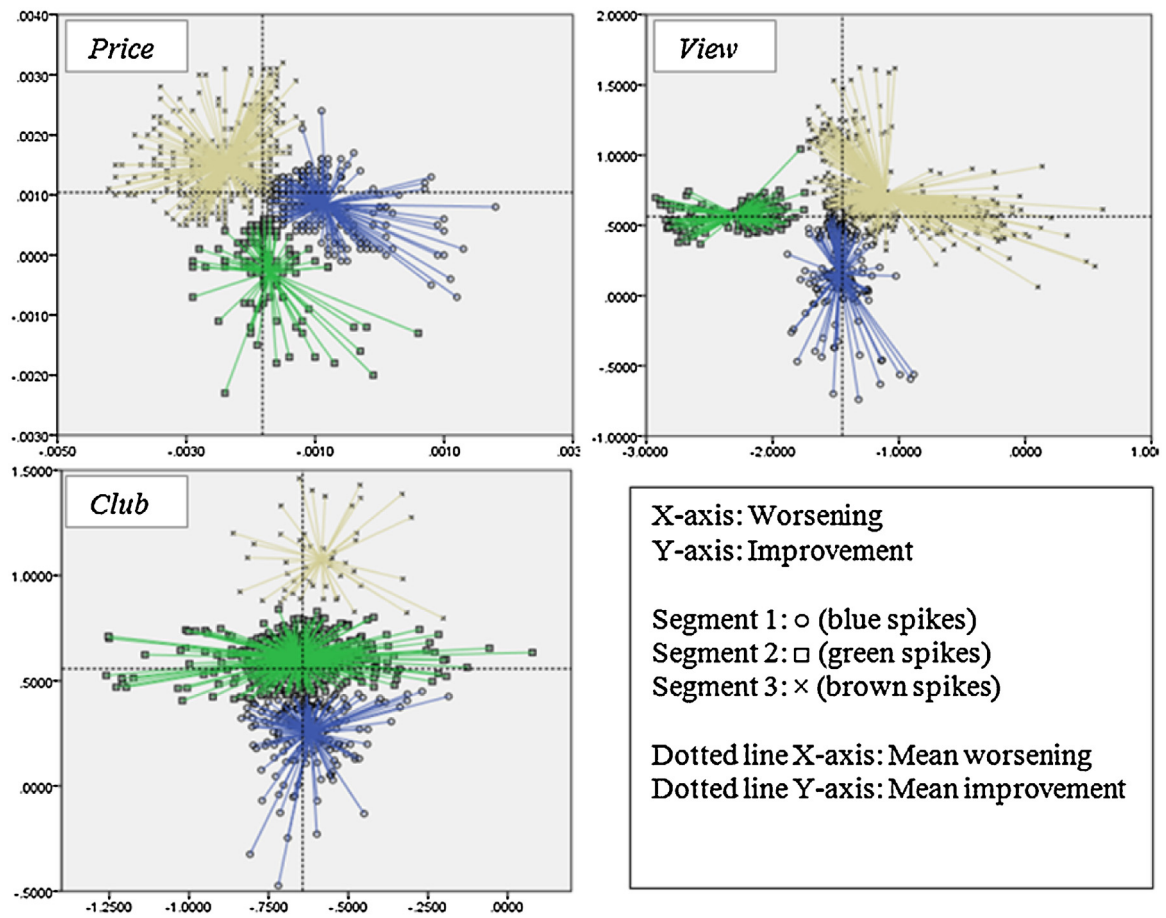 Price
.0040
.0030
.0020
.0010
.0000
-.0010
-.0020
-.0030
-.0050 -.0030 -.0010 .0010 .003
View
2.0000
1.5000
1.0000
.5000
.0000
-.5000
-1.0000
-3.0000 -2.0000 -1.0000 .0000 1.00
Club
1.5000
1.0000
.5000
.0000
-.5000
-1.2500 -1.0000 -.7500 -.5000 -.2500 .0000
X-axis: Worsening
Y-axis: Improvement
Segment 1: ○ (blue spikes)
Segment 2: □ (green spikes)
Segment 3: × (brown spikes)
Dotted line X-axis: Mean worsening
Dotted line Y-axis: Mean improvement